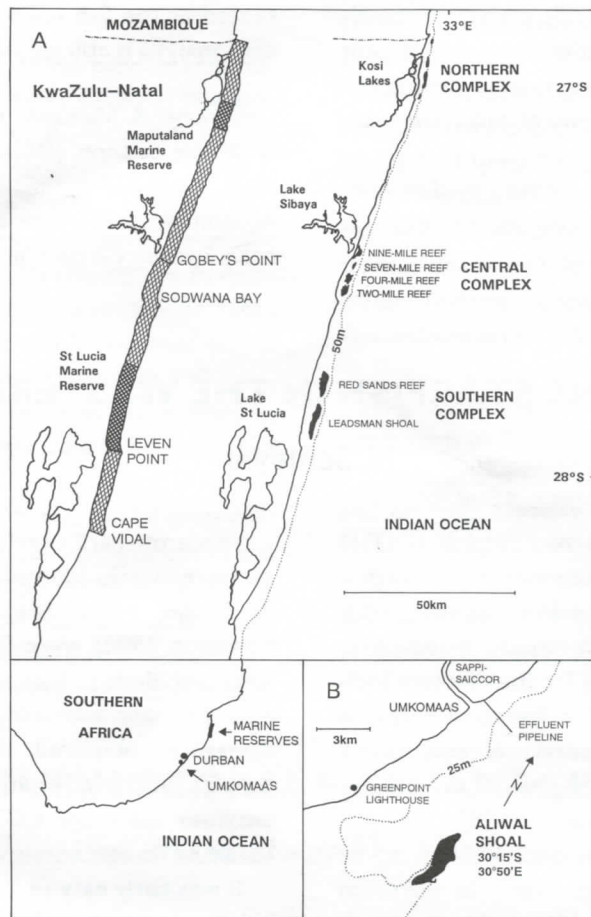 A
MOZAMBIQUE
KwaZulu–Natal
Maputaland
Marine
Reserve
GOBEY'S POINT
SODWANA BAY
St Lucia
Marine
Reserve
LEVEN
POINT
CAPE
VIDAL
33°E
Kosi
Lakes
NORTHERN
COMPLEX
27°S
Lake
Sibaya
NINE-MILE REEF
SEVEN-MILE REEF
FOUR-MILE REEF
TWO-MILE REEF
CENTRAL
COMPLEX
50m
RED SANDS REEF
SOUTHERN
COMPLEX
Lake
St Lucia
LEADSMAN SHOAL
28°S
INDIAN OCEAN
50km
SOUTHERN
AFRICA
MARINE
RESERVES
DURBAN
UMKOMAAS
INDIAN OCEAN
B
SAPPI-
SAICCOR
UMKOMAAS
EFFLUENT
PIPELINE
3km
25m
N
GREENPOINT
LIGHTHOUSE
ALIWAL
SHOAL
30°15'S
30°50'E